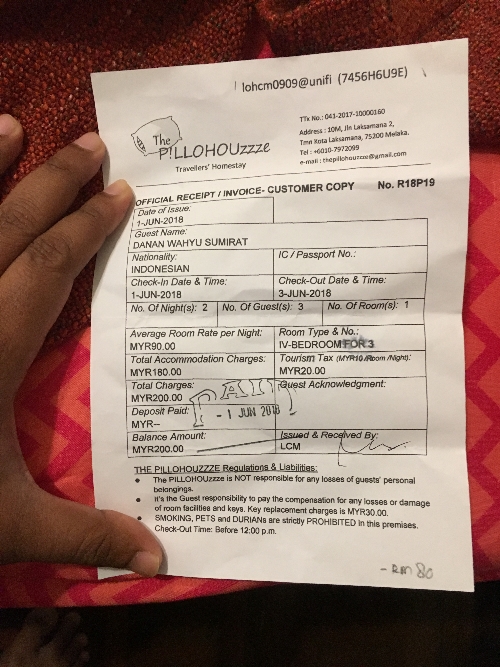 lohcm0909@unifi (7456H6U9E)
The
PILLOHOUzzze
Travellers' Homestay
TTx No.: 043-2017-10000160
Address : 10M, Jln Laksamana 2,
Tmn Kota Laksamana, 75200 Melaka.
Tel : +6010-7972099
e-mail : thepillohouzzze@gmail.com
OFFICIAL RECEIPT / INVOICE- CUSTOMER COPY No. R18P19
Date of Issue:
1-JUN-2018
Guest Name:
DANAN WAHYU SUMIRAT
Nationality: IC / Passport No.:
INDONESIAN
Check-In Date & Time: Check-Out Date & Time:
1-JUN-2018 3-JUN-2018
No. Of Night(s): 2 No. Of Guest(s): 3 No. Of Room(s): 1
Average Room Rate per Night: Room Type & No.:
MYR90.00 IV-BEDROOM FOR 3
Total Accommodation Charges: Tourism Tax (MYR10 /Room /Night):
MYR180.00 MYR20.00
Total Charges: Guest Acknowledgment:
MYR200.00
PAID
Deposit Paid: - 1 JUN 2018
MYR--
Balance Amount: Issued & Received By:
MYR200.00 LCM
THE PILLOHOUZZZE Regulations & Liabilities:
• The PILLOHOUzzze is NOT responsible for any losses of guests' personal
belongings.
• It's the Guest responsibility to pay the compensation for any losses or damage
of room facilities and keys. Key replacement charges is MYR30.00.
• SMOKING, PETS and DURIANs are strictly PROHIBITED in this premises.
Check-Out Time: Before 12:00 p.m.
- RM 80